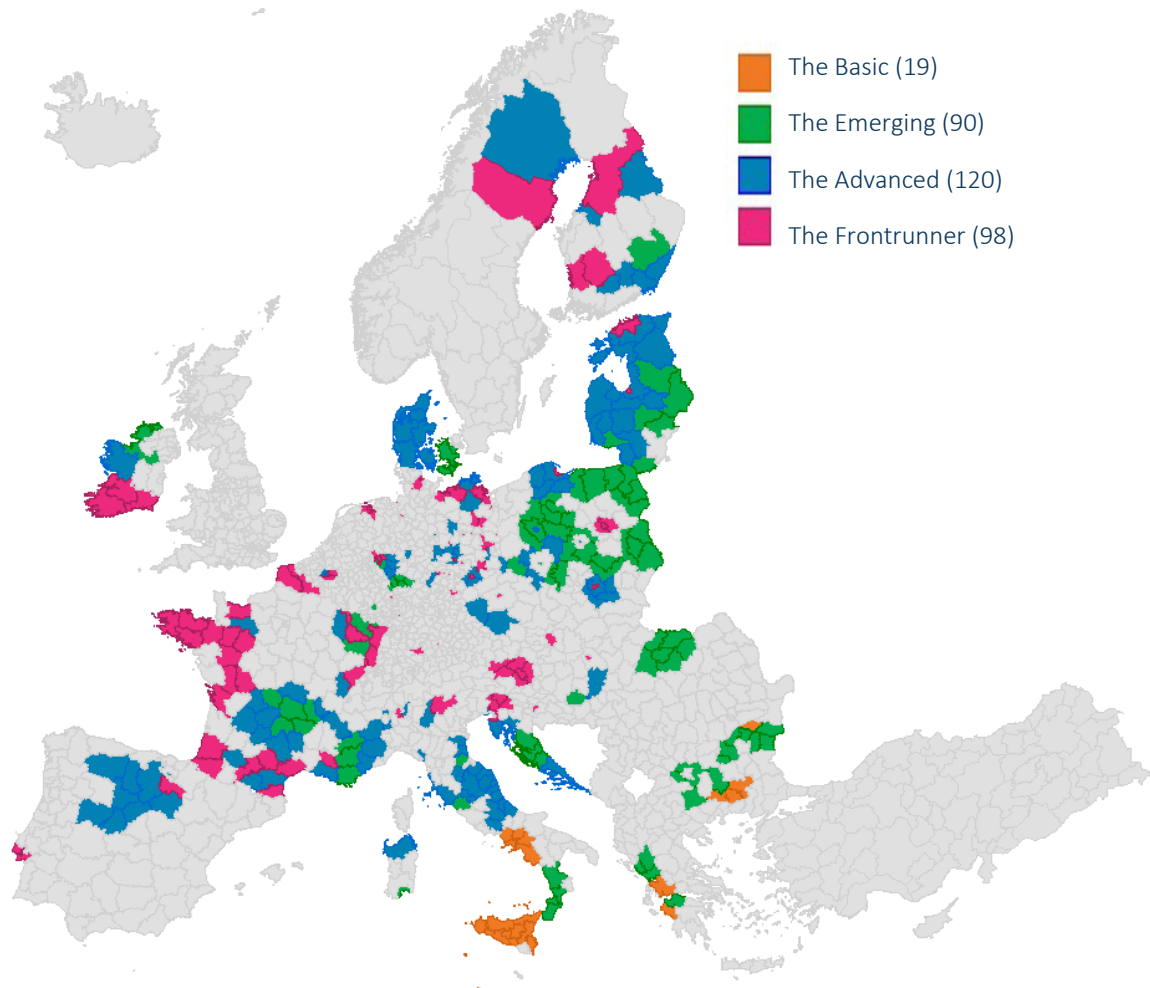 The Basic (19)
The Emerging (90)
The Advanced (120)
The Frontrunner (98)